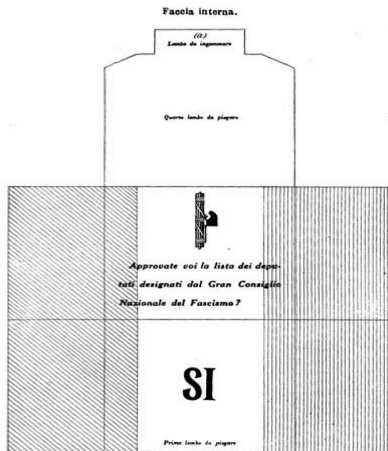 Faccia interna.
(a)
Lembo da ingommare
Quarto lembo da piegare
Approvate voi la lista dei depu-
tati designati dal Gran Consiglio
Nazionale del Fascismo?
SI
Primo lembo da piegare